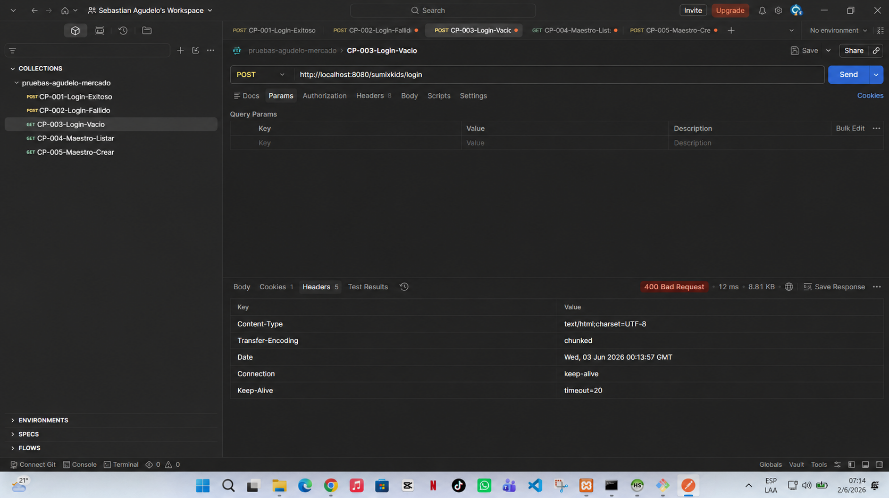 Sebastian Agudelo's Workspace
Search
Invite
Upgrade
CP-001-Login-Exitoso
CP-002-Login-Fallid
CP-003-Login-Vacio
GET CP-004-Maestro-List
POST CP-005-Maestro-Cre
No environment
pruebas-agudelo-mercado > CP-003-Login-Vacio
Save
Share
COLLECTIONS
pruebas-agudelo-mercado
POST CP-001-Login-Exitoso
POST CP-002-Login-Fallido
GET CP-003-Login-Vacio
GET CP-004-Maestro-Listar
GET CP-005-Maestro-Crear
POST
http://localhost:8080/sumixkids/login
Send
Docs Params Authorization Headers Body Scripts Settings
Cookies
Query Params
Key Value Description Bulk Edit
Key Value Description
Body Cookies 1 Headers 5 Test Results
400 Bad Request • 12 ms • 8.81 KB
Save Response
Key Value
Content-Type text/html;charset=UTF-8
Transfer-Encoding chunked
Date Wed, 03 Jun 2026 00:13:57 GMT
Connection keep-alive
Keep-Alive timeout=20
ENVIRONMENTS
SPECS
FLOWS
Connect Git Console Terminal 0 0
Globals Vault Tools
21°
ESP
LAA
07:14
2/6/2026